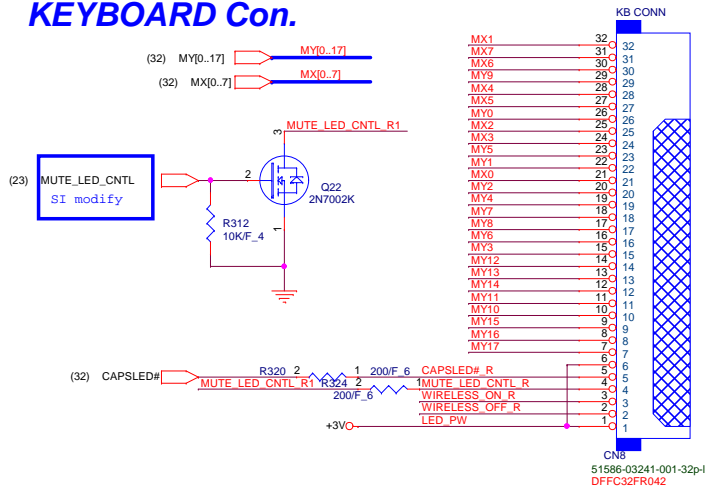 KEYBOARD Con.
KB CONN
(32) MY[0..17] MY[0..17]
(32) MX[0..7] MX[0..7]
MUTE_LED_CNTL_R1
3
(23) MUTE_LED_CNTL
SI modify
2
Q22
2N7002K
1
R312
10K/F_4
MX1 32 32
MX7 31 31
MX6 30 30
MY9 29 29
MX4 28 28
MX5 27 27
MY0 26 26
MX2 25 25
MX3 24 24
MY5 23 23
MY1 22 22
MX0 21 21
MY2 20 20
MY4 19 19
MY7 18 18
MY8 17 17
MY6 16 16
MY3 15 15
MY12 14 14
MY13 13 13
MY14 12 12
MY11 11 11
MY10 10 10
MY15 9 9
MY16 8 8
MY17 7 7
6 6
(32) CAPSLED# R320 2 1 200/F_6 CAPSLED#_R 5 5
MUTE_LED_CNTL_R1 R324 2 1 MUTE_LED_CNTL_R 4 4
200/F_6
WIRELESS_ON_R 3 3
WIRELESS_OFF_R 2 2
+3V LED_PW 1 1
CN8
51586-03241-001-32p-l
DFFC32FR042